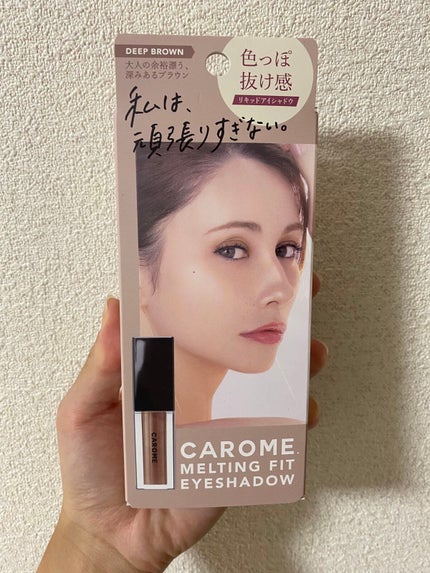 DEEP BROWN
大人の余裕漂う、
深みあるブラウン
色っぽ
抜け感
リキッドアイシャドウ
私は、
頑張りすぎない。
CAROME
CAROME.
MELTING FIT
EYESHADOW